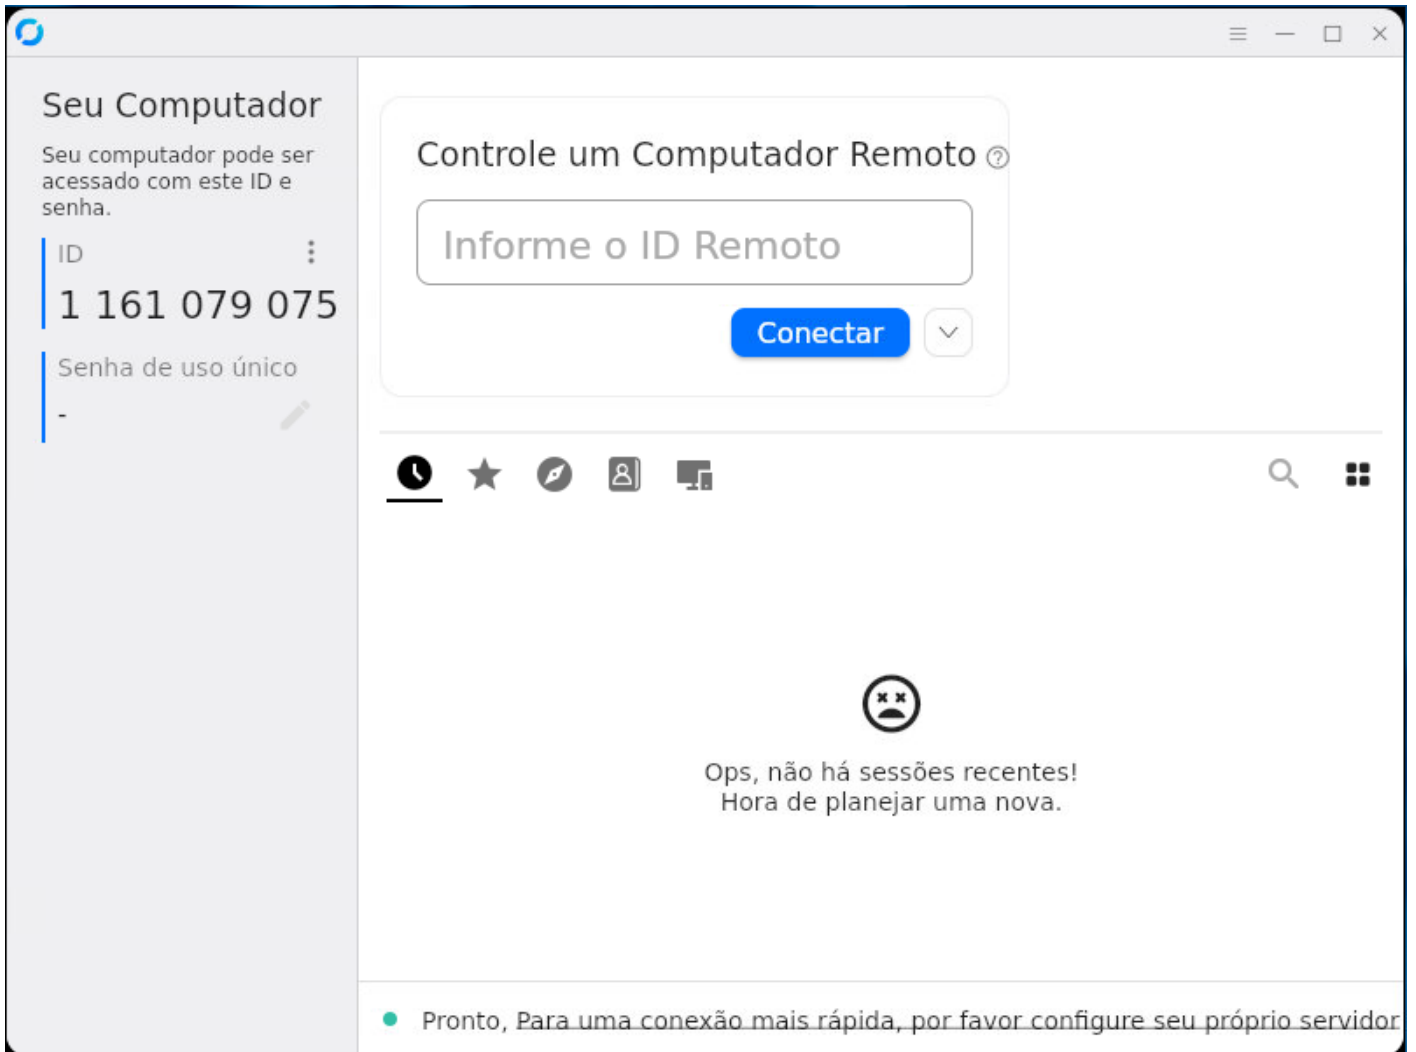 Seu Computador
Seu computador pode ser
acessado com este ID e
senha.
ID
1 161 079 075
Senha de uso único
-
Controle um Computador Remoto
Informe o ID Remoto
Conectar
Ops, não há sessões recentes!
Hora de planejar uma nova.
Pronto, Para uma conexão mais rápida, por favor configure seu próprio servidor